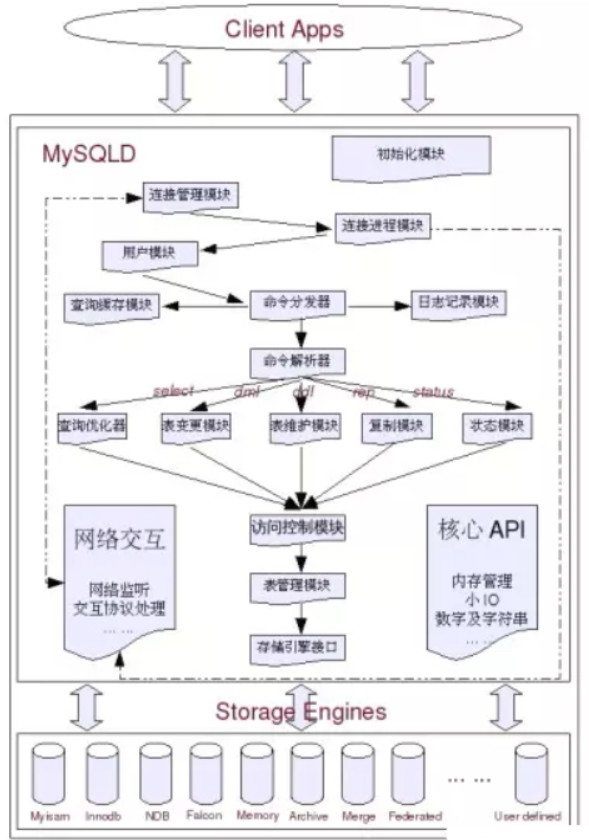 Client Apps
MySQLD
初始化模块
连接管理模块
连接进程模块
用户模块
查询缓存模块
命令分发器
日志记录模块
命令解析器
select
dml
ddl
rep
status
查询优化器
表变更模块
表维护模块
复制模块
状态模块
网络交互
网络监听
交互协议处理
... ...
访问控制模块
表管理模块
存储引擎接口
核心 API
内存管理
小 IO
数字及字符串
... ...
Storage Engines
Myisam
Innodb
NDB
Falcon
Memory
Archive
Merge
Federated
... ...
User defined